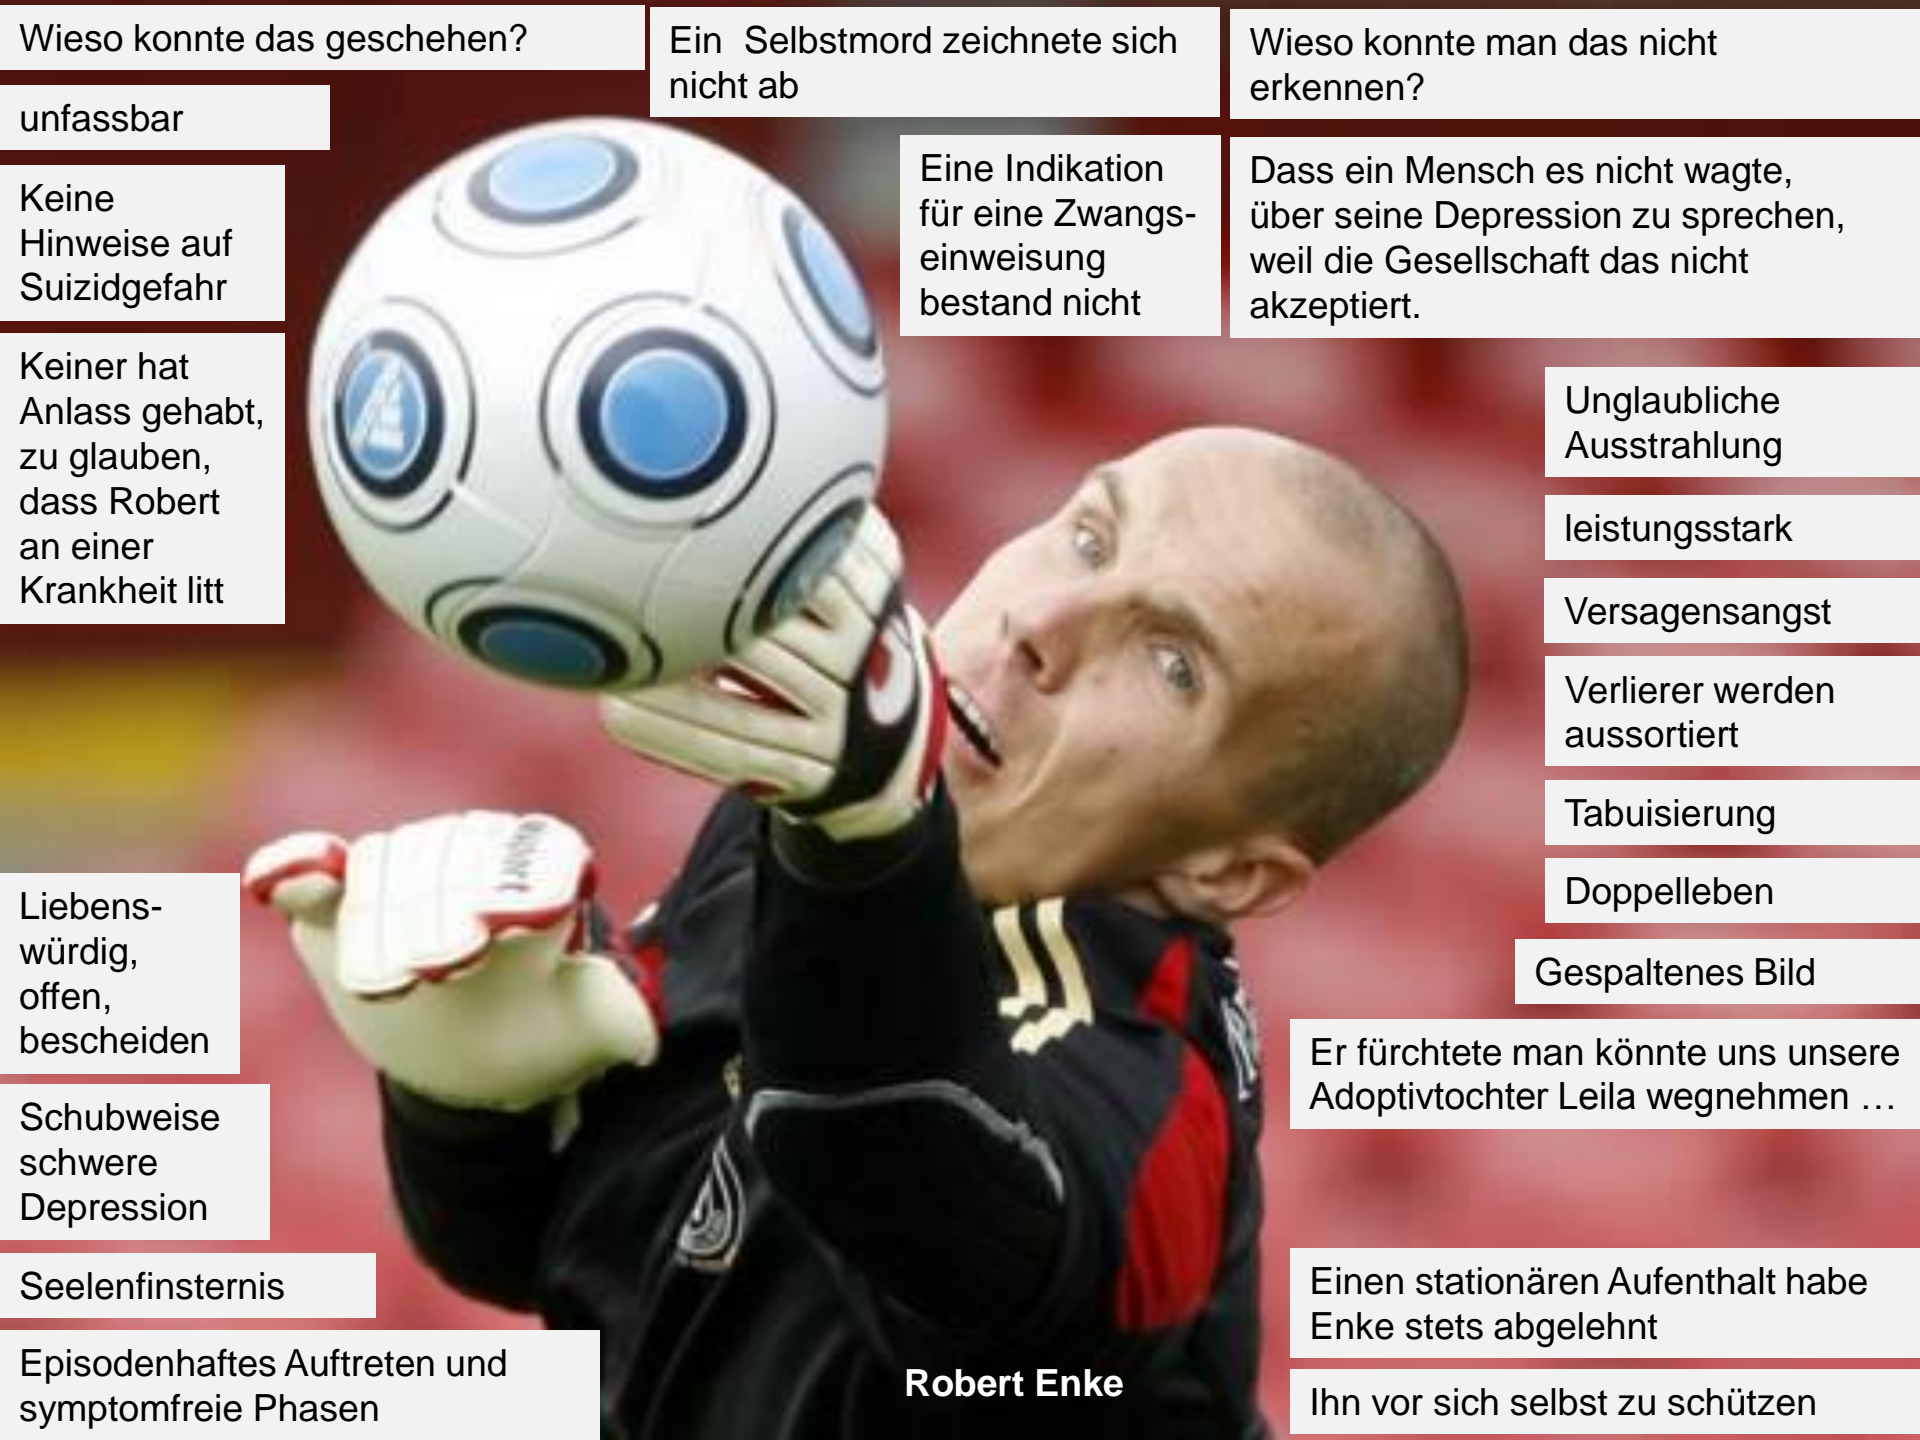 Wieso konnte das geschehen?
Ein Selbstmord zeichnete sich
nicht ab
Wieso konnte man das nicht
erkennen?
unfassbar
Keine
Hinweise auf
Suizidgefahr
Eine Indikation
für eine Zwangs-
einweisung
bestand nicht
Dass ein Mensch es nicht wagte,
über seine Depression zu sprechen,
weil die Gesellschaft das nicht
akzeptiert.
Keiner hat
Anlass gehabt,
zu glauben,
dass Robert
an einer
Krankheit litt
Unglaubliche
Ausstrahlung
leistungsstark
Versagensangst
Verlierer werden
aussortiert
Tabuisierung
Doppelleben
Gespaltenes Bild
Liebens-
würdig,
offen,
bescheiden
Er fürchtete man könnte uns unsere
Adoptivtochter Leila wegnehmen …
Schubweise
schwere
Depression
Seelenfinsternis
Einen stationären Aufenthalt habe
Enke stets abgelehnt
Episodenhaftes Auftreten und
symptomfreie Phasen
Robert Enke
Ihn vor sich selbst zu schützen